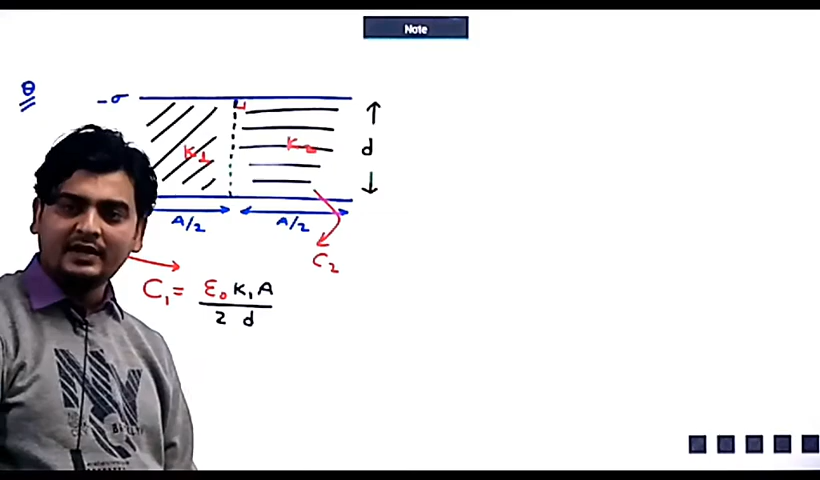 Note
θ
-σ
K1
K2
d
A/2
A/2
C2
C1 = ε0 K1 A
2 d